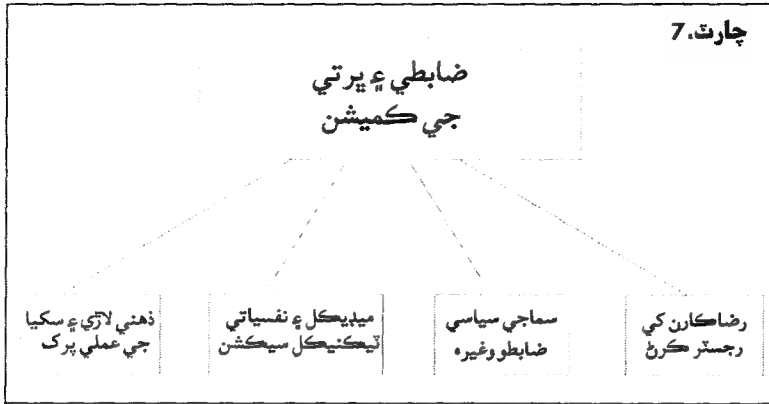 چارٽ.7
ضابطي ۽ ڀرتي
جي ڪميشن
رضاڪارن کي
رجسٽر ڪرڻ
سماجي سياسي
ضابطو وغيره
ميڊيڪل ۽ نفسياتي
ٽيڪنيڪل سيڪشن
ذهني لاڙي ۽ سکيا
جي عملي پرک